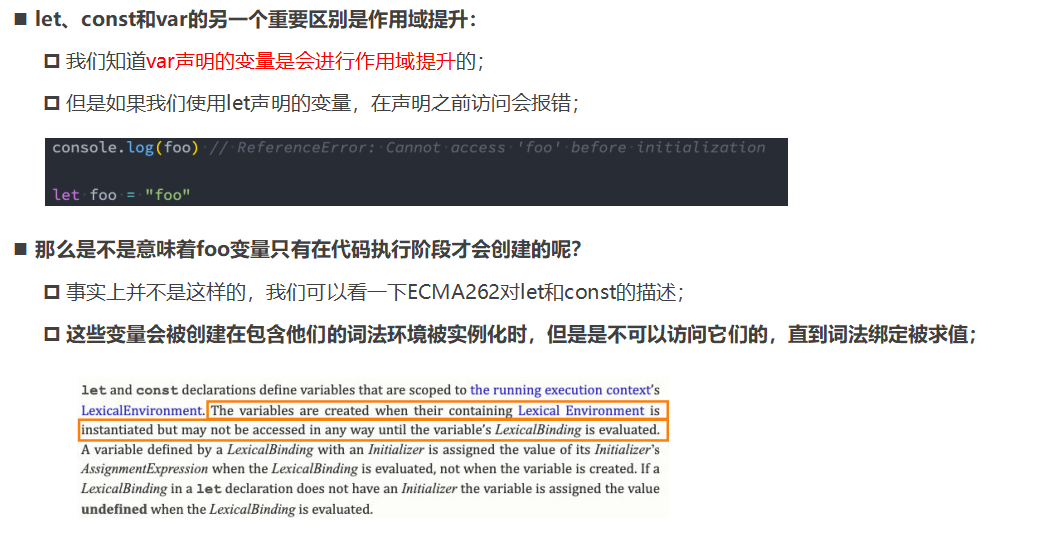 let、const和var的另一个重要区别是作用域提升：
我们知道var声明的变量是会进行作用域提升的；
但是如果我们使用let声明的变量，在声明之前访问会报错；
console.log(foo) // ReferenceError: Cannot access 'foo' before initialization
let foo = "foo"
那么是不是意味着foo变量只有在代码执行阶段才会创建的呢？
事实上并不是这样的，我们可以看一下ECMA262对let和const的描述；
这些变量会被创建在包含他们的词法环境被实例化时，但是是不可以访问它们的，直到词法绑定被求值；
let and const declarations define variables that are scoped to the running execution context's
LexicalEnvironment. The variables are created when their containing Lexical Environment is
instantiated but may not be accessed in any way until the variable's LexicalBinding is evaluated.
A variable defined by a LexicalBinding with an Initializer is assigned the value of its Initializer's
AssignmentExpression when the LexicalBinding is evaluated, not when the variable is created. If a
LexicalBinding in a let declaration does not have an Initializer the variable is assigned the value
undefined when the LexicalBinding is evaluated.